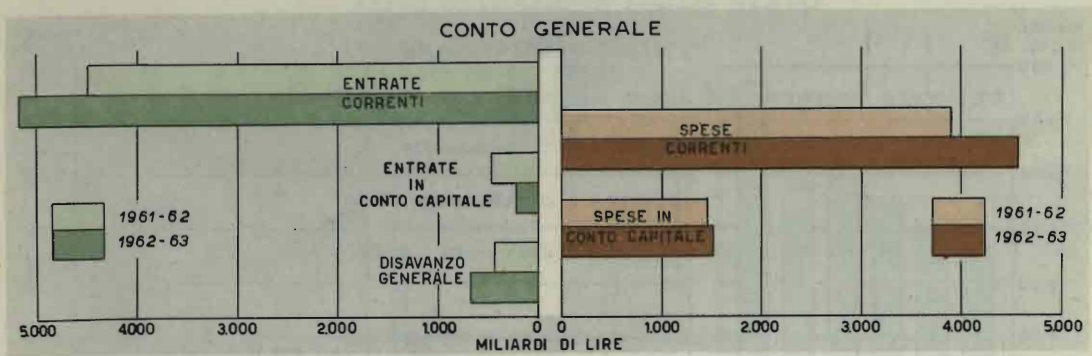 CONTO GENERALE
ENTRATE
CORRENTI
ENTRATE
IN
CONTO CAPITALE
1961-62
1962-63
DISAVANZO
GENERALE
SPESE
CORRENTI
SPESE IN
CONTO CAPITALE
1961-62
1962-63
5.000 4000 3.000 2.000 1.000 0
0 1.000 2.000 3.000 4.000 5.000
MILIARDI DI LIRE